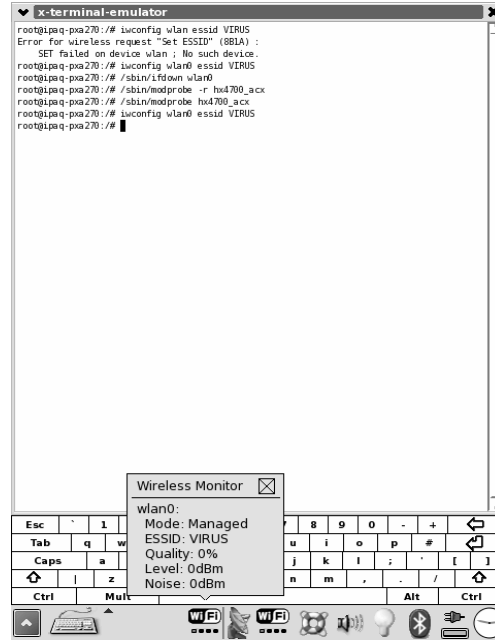 x-terminal-emulator
root@ipaq-pxa270:/# iwconfig wlan essid VIRUS
Error for wireless request "Set ESSID" (8B1A) :
SET failed on device wlan ; No such device.
root@ipaq-pxa270:/# iwconfig wlan0 essid VIRUS
root@ipaq-pxa270:/# /sbin/ifdown wlan0
root@ipaq-pxa270:/# /sbin/modprobe -r hx4700_acx
root@ipaq-pxa270:/# /sbin/modprobe hx4700_acx
root@ipaq-pxa270:/# iwconfig wlan0 essid VIRUS
root@ipaq-pxa270:/#
Wireless Monitor
wlan0:
Mode: Managed
ESSID: VIRUS
Quality: 0%
Level: 0dBm
Noise: 0dBm
Esc ` 1 8 9 0 - +
Tab q w u i o p #
Caps a j k l ; ' [ ]
| z n m , . /
Ctrl Mult Alt Ctrl
WiFi WiFi